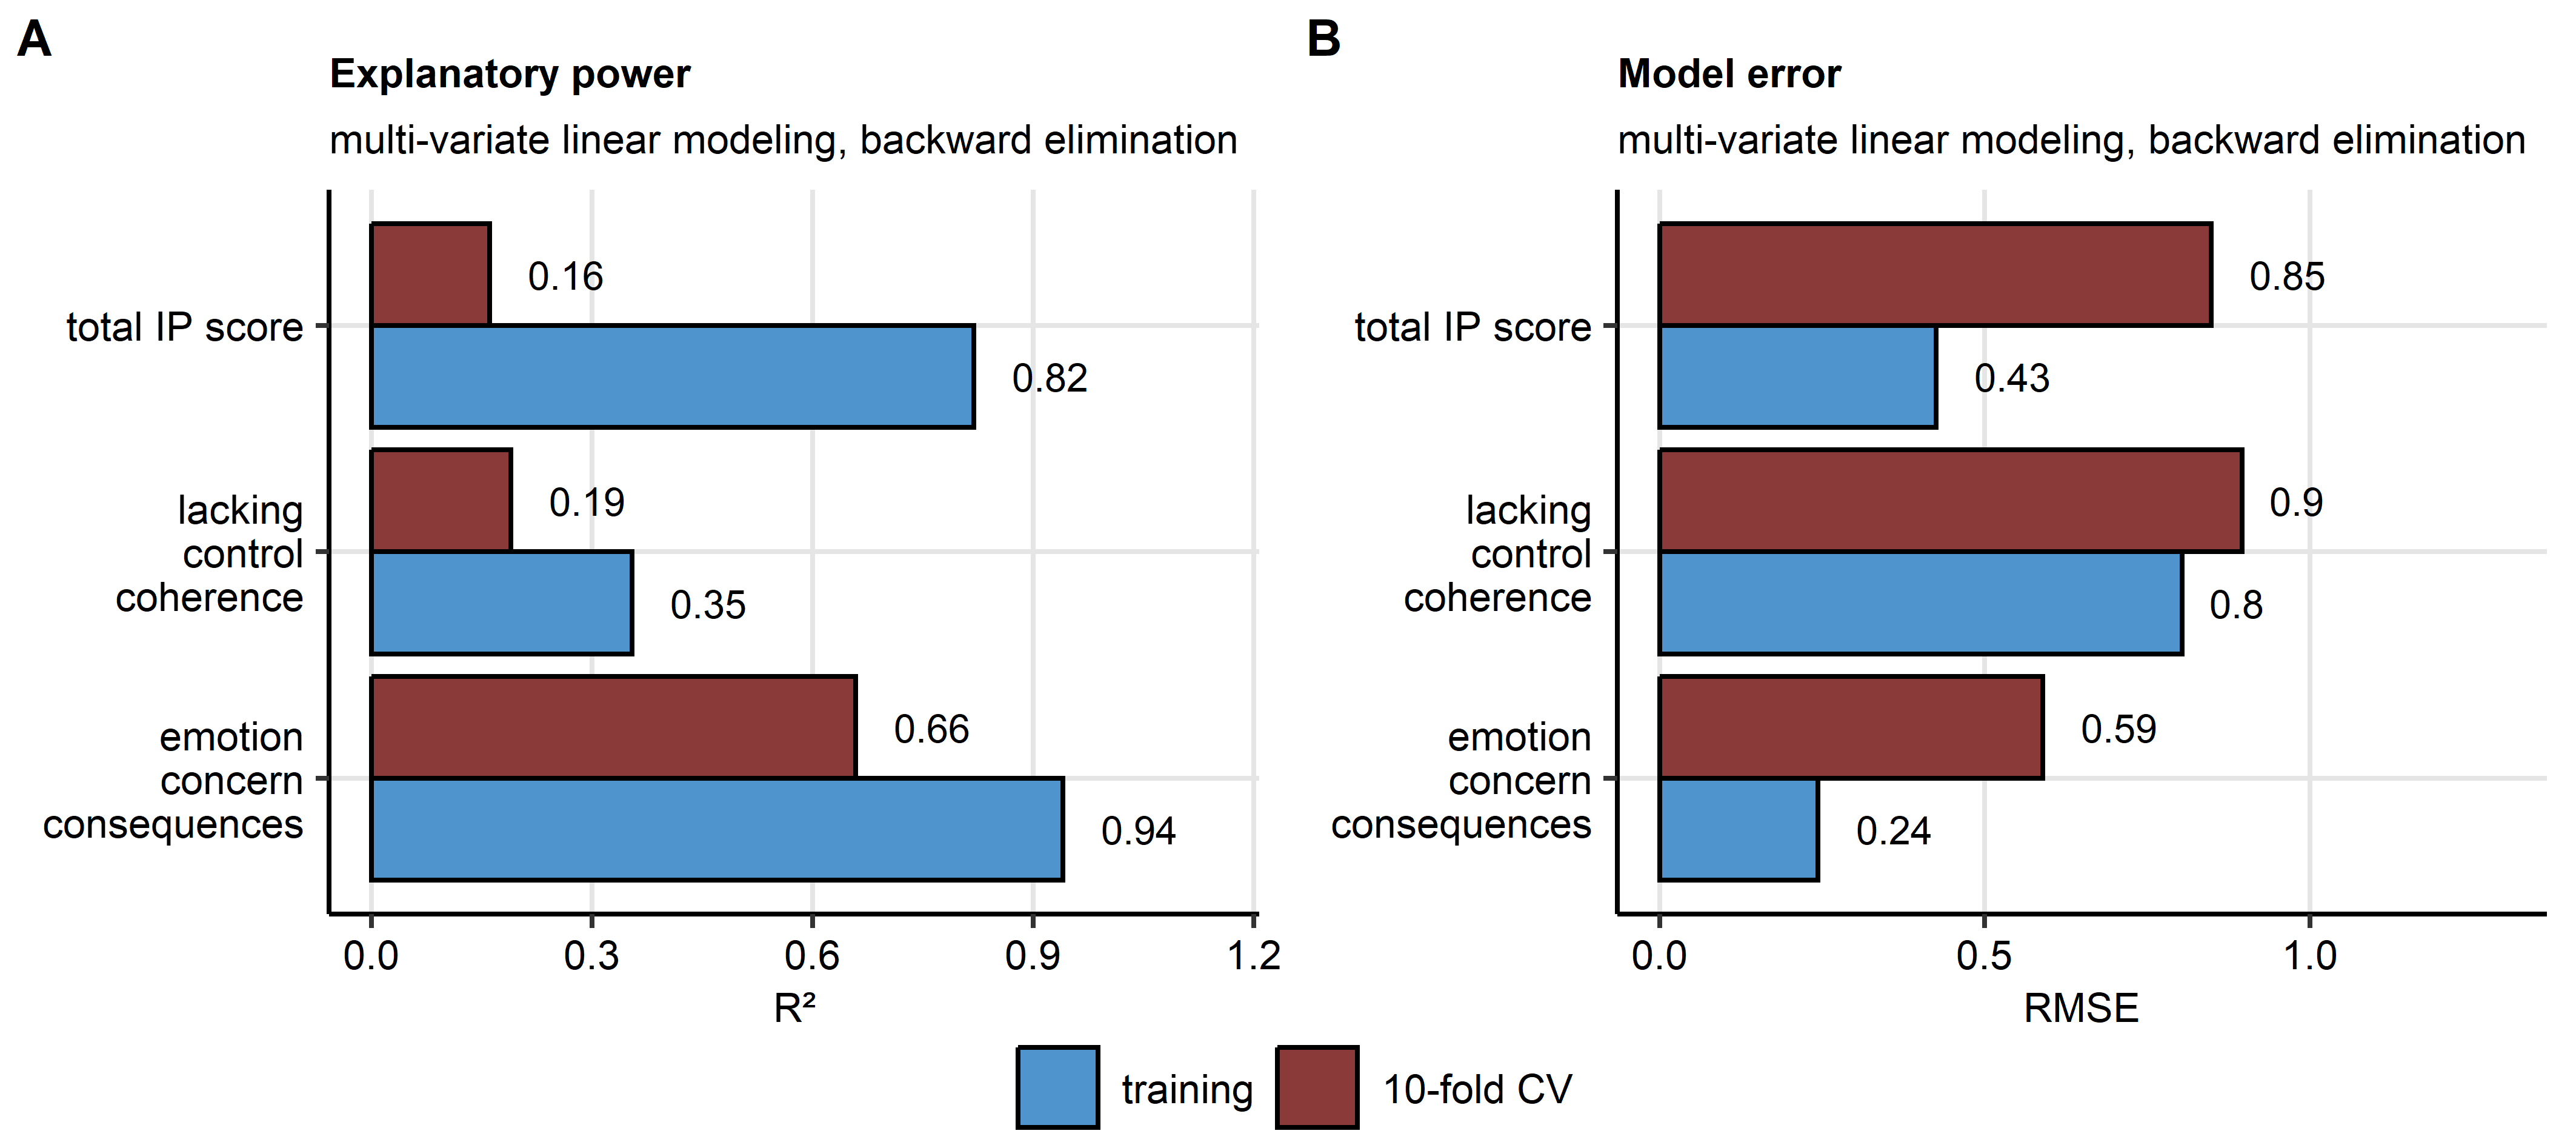 A
Explanatory power
multi-variate linear modeling, backward elimination
total IP score
0.16
0.82
lacking
control
coherence
0.19
0.35
emotion
concern
consequences
0.66
0.94
0.0 0.3 0.6 0.9 1.2
R²
B
Model error
multi-variate linear modeling, backward elimination
total IP score
0.85
0.43
lacking
control
coherence
0.9
0.8
emotion
concern
consequences
0.59
0.24
0.0 0.5 1.0
RMSE
training 10-fold CV